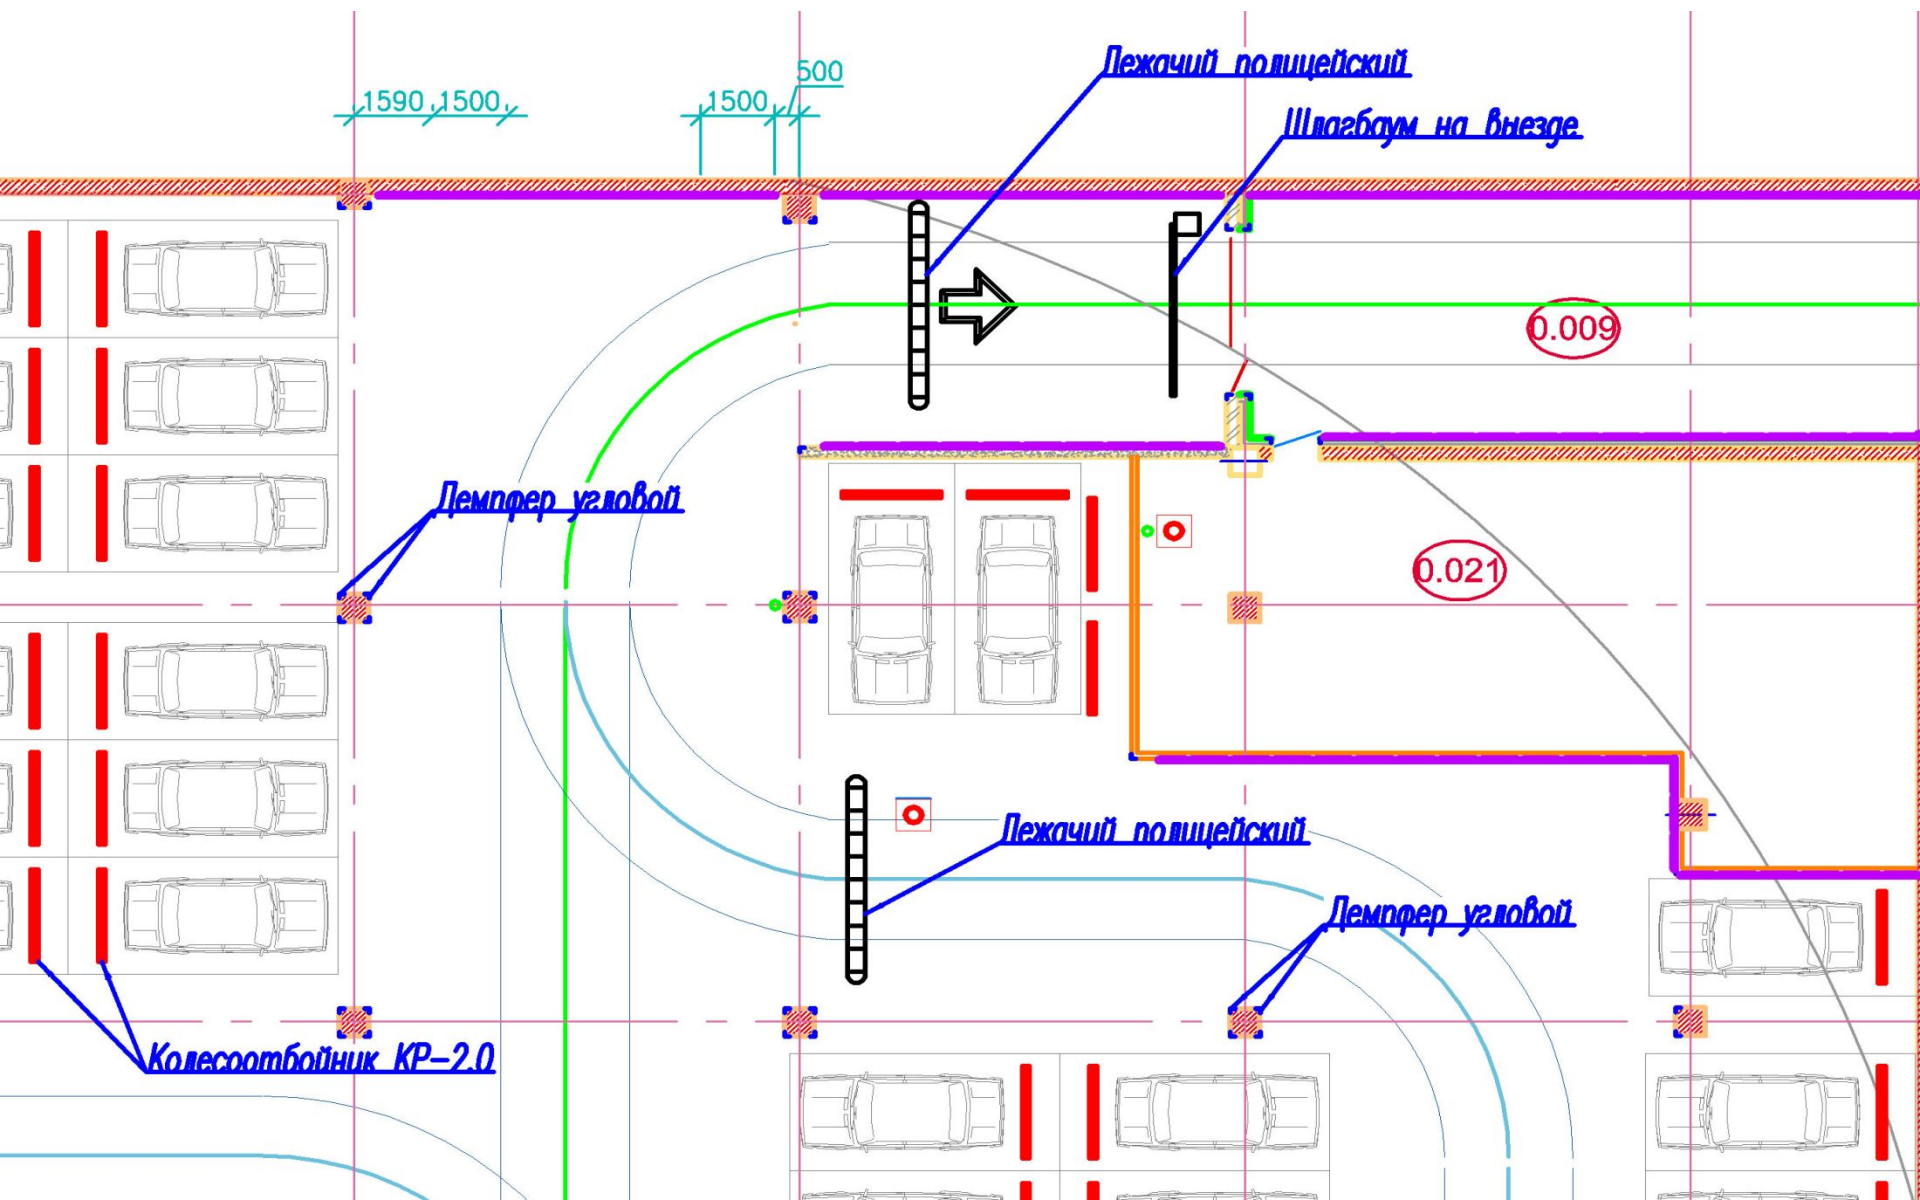 500
1590 1500 1500
Лежачий полицейский
Шлагбаум на выезде
0.009
Демпфер угловой
0.021
Лежачий полицейский
Демпфер угловой
Колесоотбойник КР-2.0